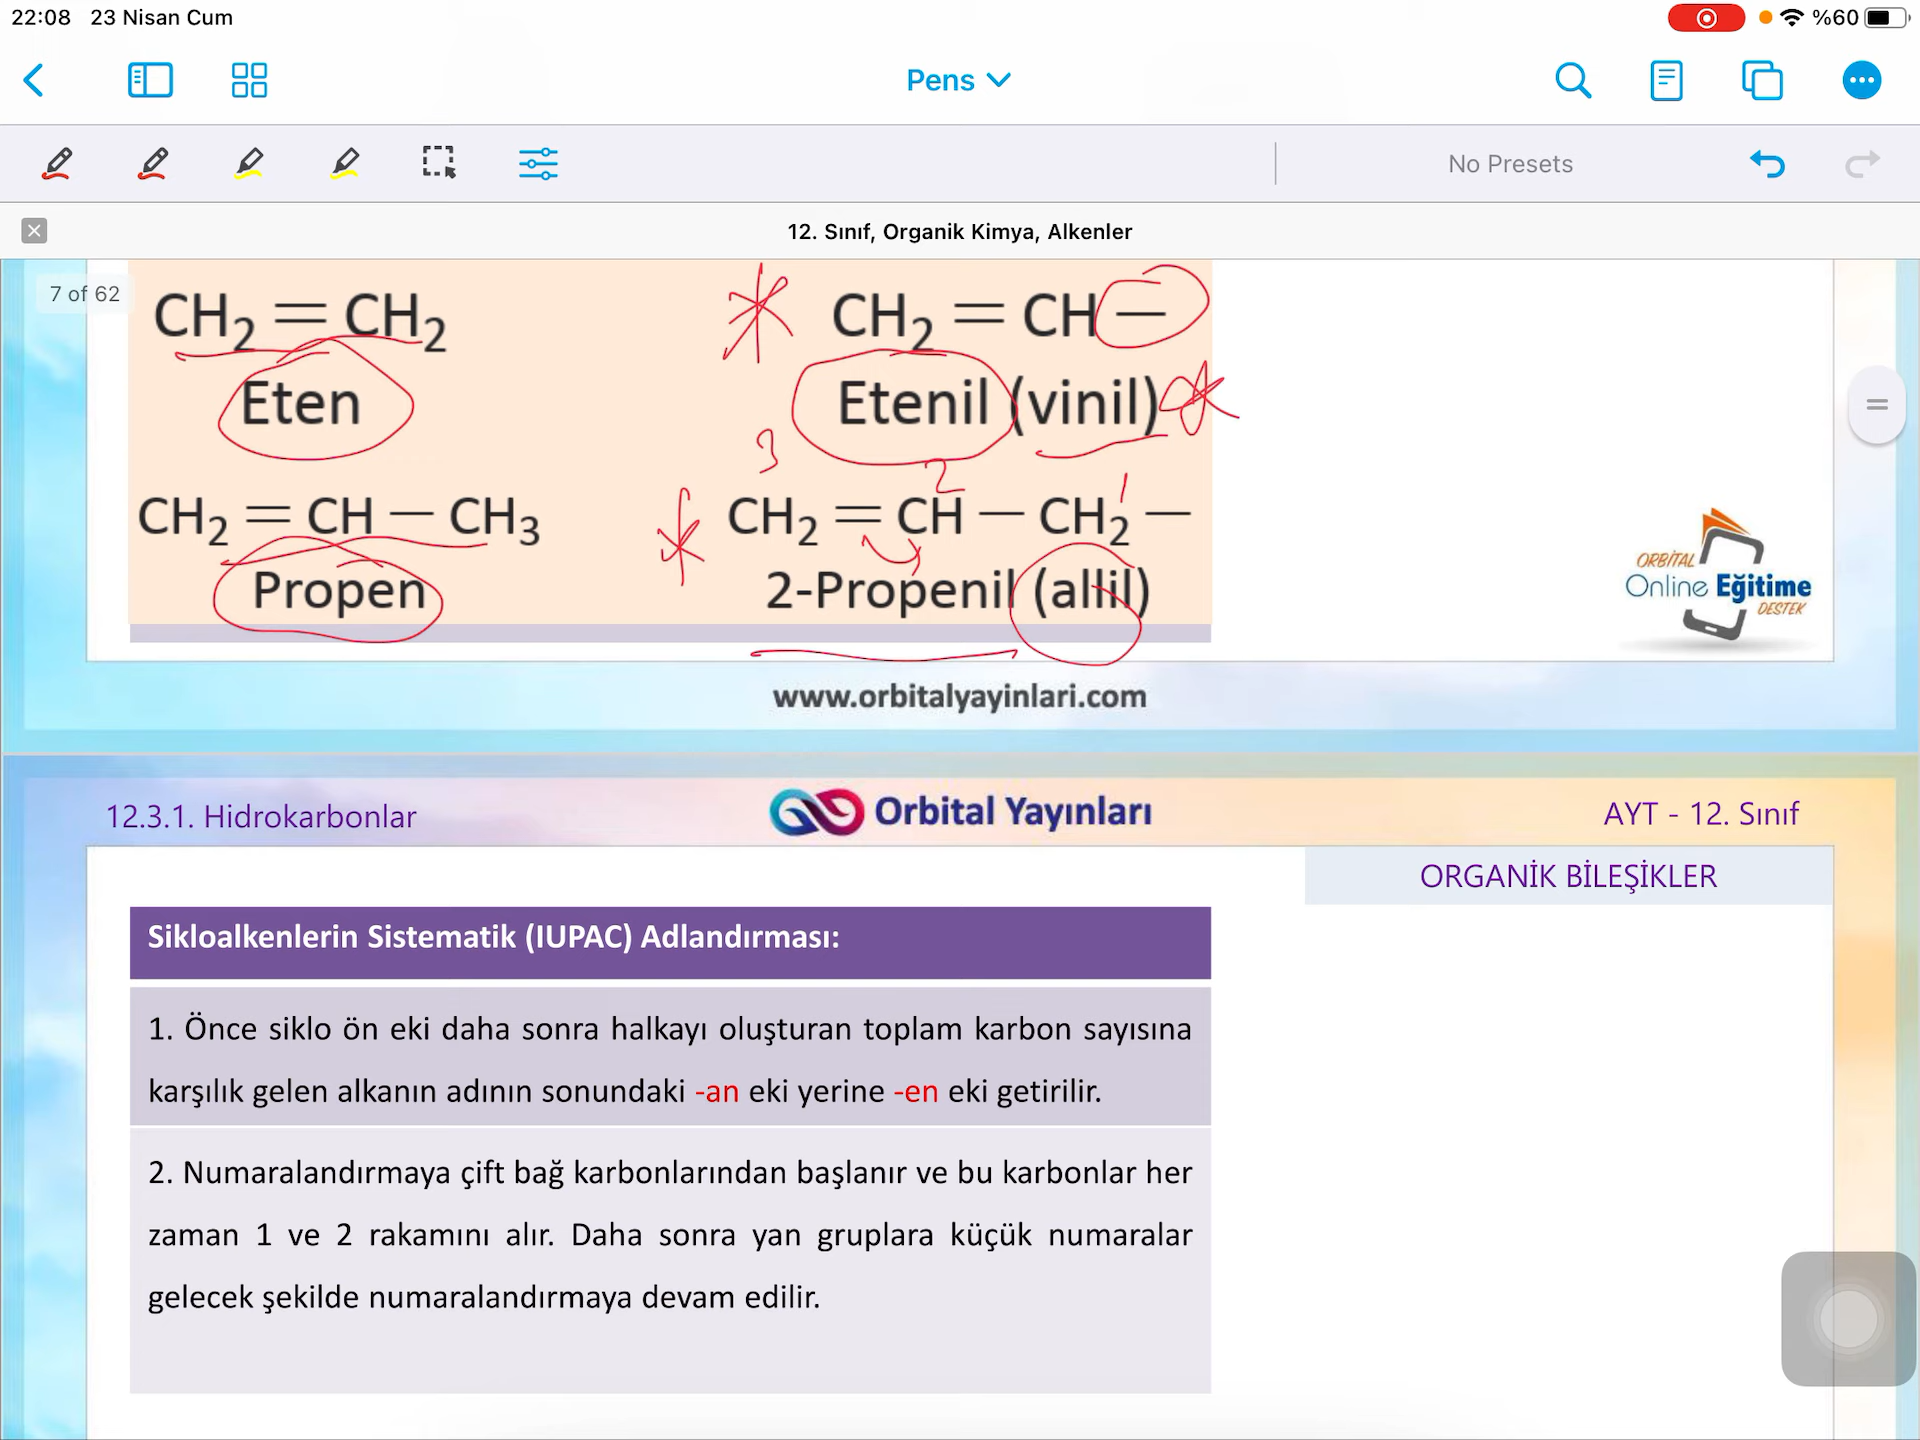 22:08 23 Nisan Cum
%60
Pens
No Presets
12. Sınıf, Organik Kimya, Alkenler
7 of 62
CH2 = CH2
CH2 = CH —
Eten
Etenil (vinil)
3 2 1
CH2 = CH — CH3
CH2 = CH — CH2 —
Propen
2-Propenil (allil)
ORBİTAL
Online Eğitime
DESTEK
www.orbitalyayinlari.com
12.3.1. Hidrokarbonlar
Orbital Yayınları
AYT - 12. Sınıf
ORGANİK BİLEŞİKLER
Sikloalkenlerin Sistematik (IUPAC) Adlandırması:
1. Önce siklo ön eki daha sonra halkayı oluşturan toplam karbon sayısına
karşılık gelen alkanın adının sonundaki -an eki yerine -en eki getirilir.
2. Numaralandırmaya çift bağ karbonlarından başlanır ve bu karbonlar her
zaman 1 ve 2 rakamını alır. Daha sonra yan gruplara küçük numaralar
gelecek şekilde numaralandırmaya devam edilir.